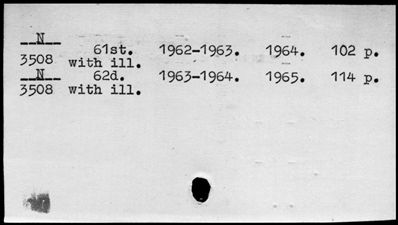 N
61st. 1962-1963. 1964. 102 p.
3508 with ill.
N
62d. 1963-1964. 1965. 114 p.
3508 with ill.